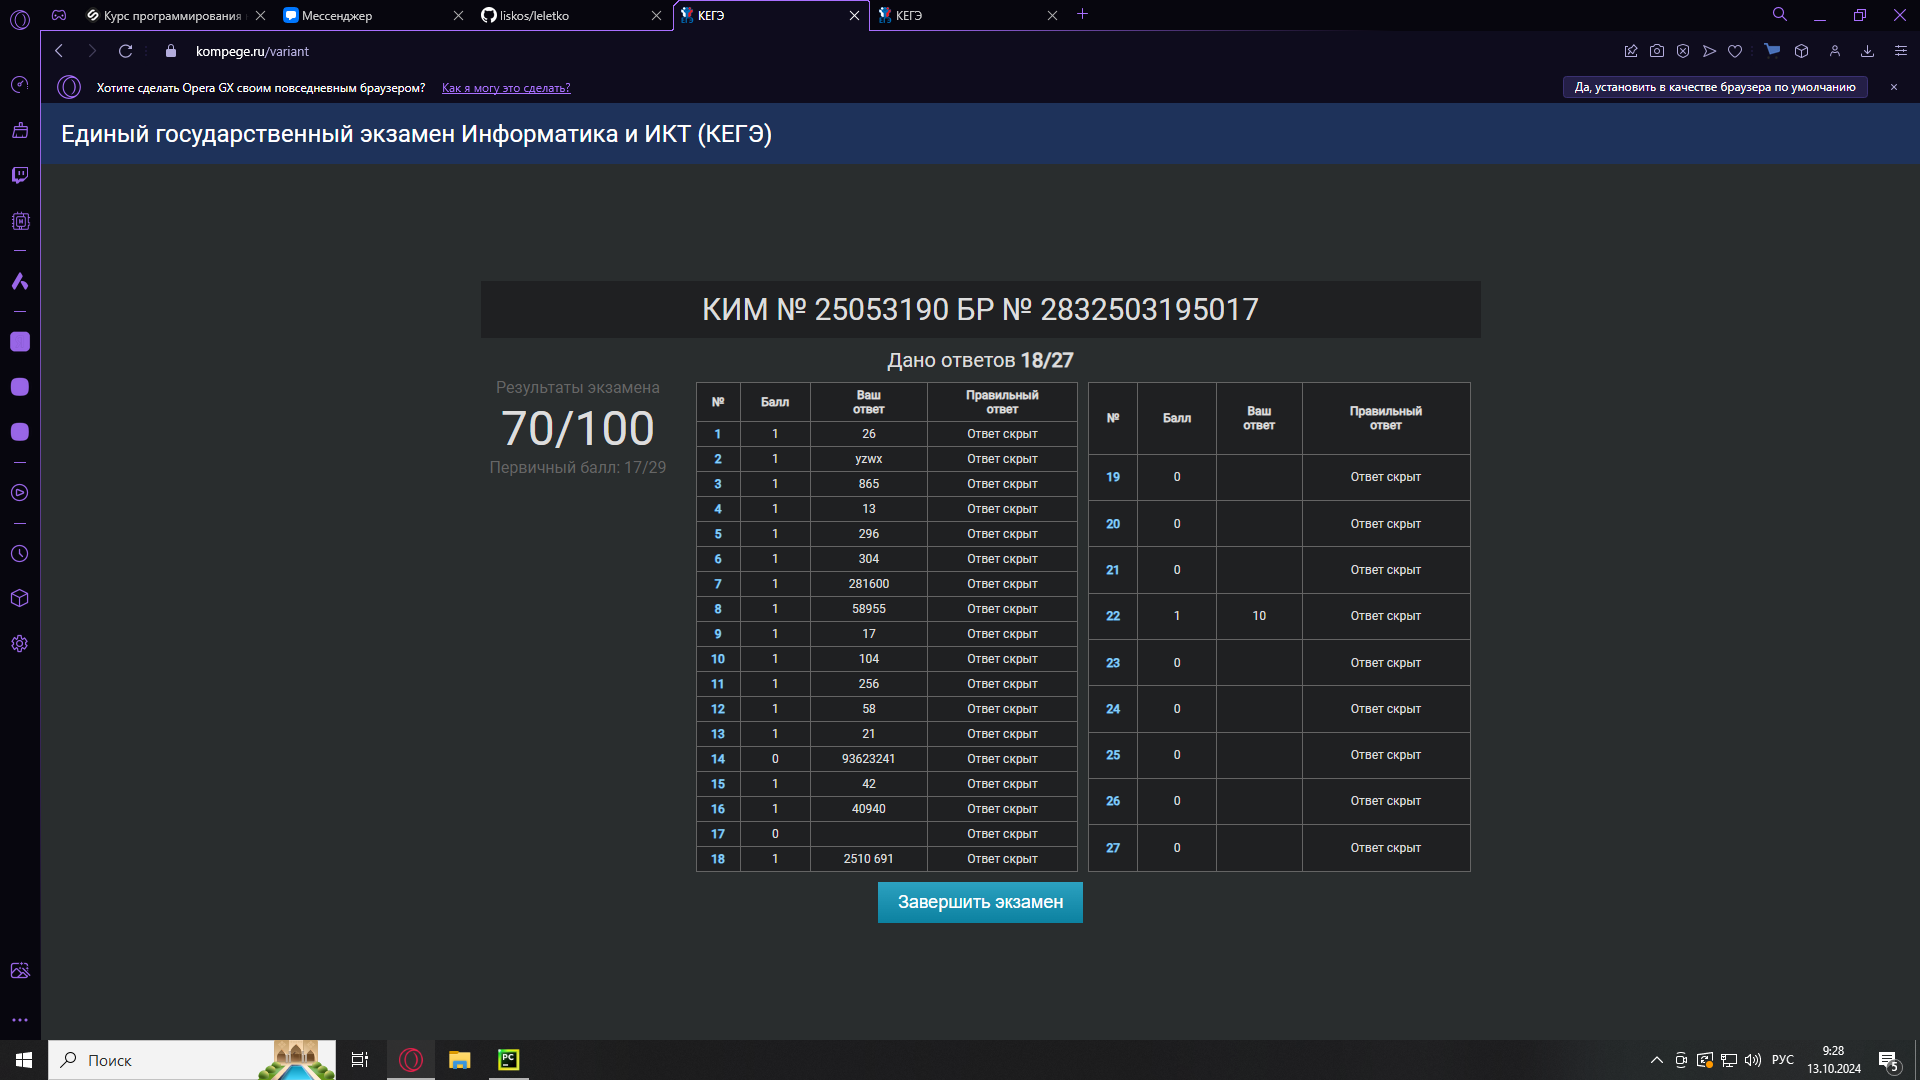 Курс программирования
Мессенджер
liskos/leletko
КЕГЭ
КЕГЭ
kompege.ru/variant
Хотите сделать Opera GX своим повседневным браузером? Как я могу это сделать?
Да, установить в качестве браузера по умолчанию
Единый государственный экзамен Информатика и ИКТ (КЕГЭ)
КИМ № 25053190 БР № 2832503195017
Дано ответов 18/27
Результаты экзамена
70/100
Первичный балл: 17/29
№ Балл Ваш ответ Правильный ответ
1 1 26 Ответ скрыт
2 1 yzwx Ответ скрыт
3 1 865 Ответ скрыт
4 1 13 Ответ скрыт
5 1 296 Ответ скрыт
6 1 304 Ответ скрыт
7 1 281600 Ответ скрыт
8 1 58955 Ответ скрыт
9 1 17 Ответ скрыт
10 1 104 Ответ скрыт
11 1 256 Ответ скрыт
12 1 58 Ответ скрыт
13 1 21 Ответ скрыт
14 0 93623241 Ответ скрыт
15 1 42 Ответ скрыт
16 1 40940 Ответ скрыт
17 0 Ответ скрыт
18 1 2510 691 Ответ скрыт
№ Балл Ваш ответ Правильный ответ
19 0 Ответ скрыт
20 0 Ответ скрыт
21 0 Ответ скрыт
22 1 10 Ответ скрыт
23 0 Ответ скрыт
24 0 Ответ скрыт
25 0 Ответ скрыт
26 0 Ответ скрыт
27 0 Ответ скрыт
Завершить экзамен
Поиск
PC
РУС
9:28
13.10.2024
5